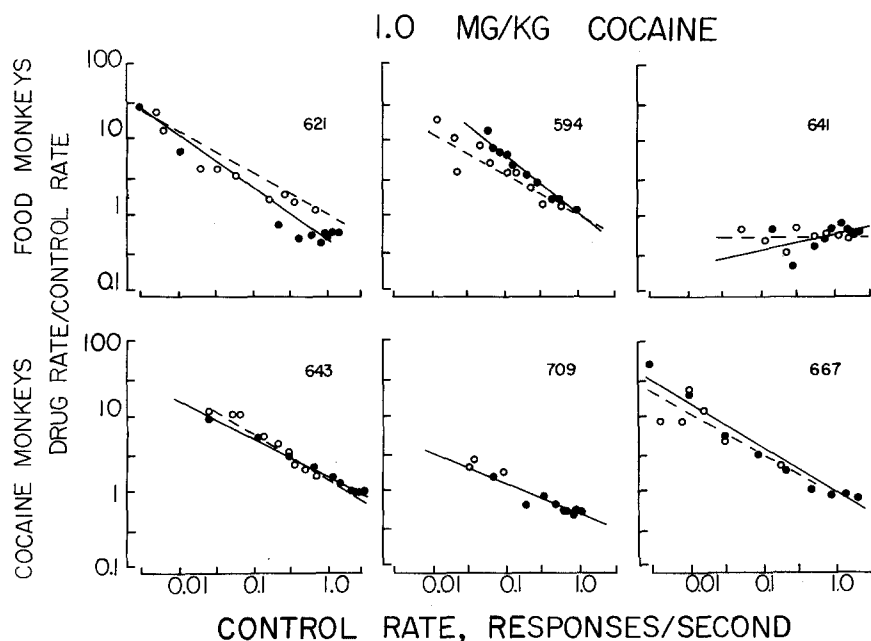 1.0 MG/KG COCAINE
FOOD MONKEYS
COCAINE MONKEYS
DRUG RATE/CONTROL RATE
100
10
1.0
0.1
621
594
641
100
10
1.0
0.1
643
709
667
0.01 0.1 1.0
0.01 0.1 1.0
0.01 0.1 1.0
CONTROL RATE, RESPONSES/SECOND